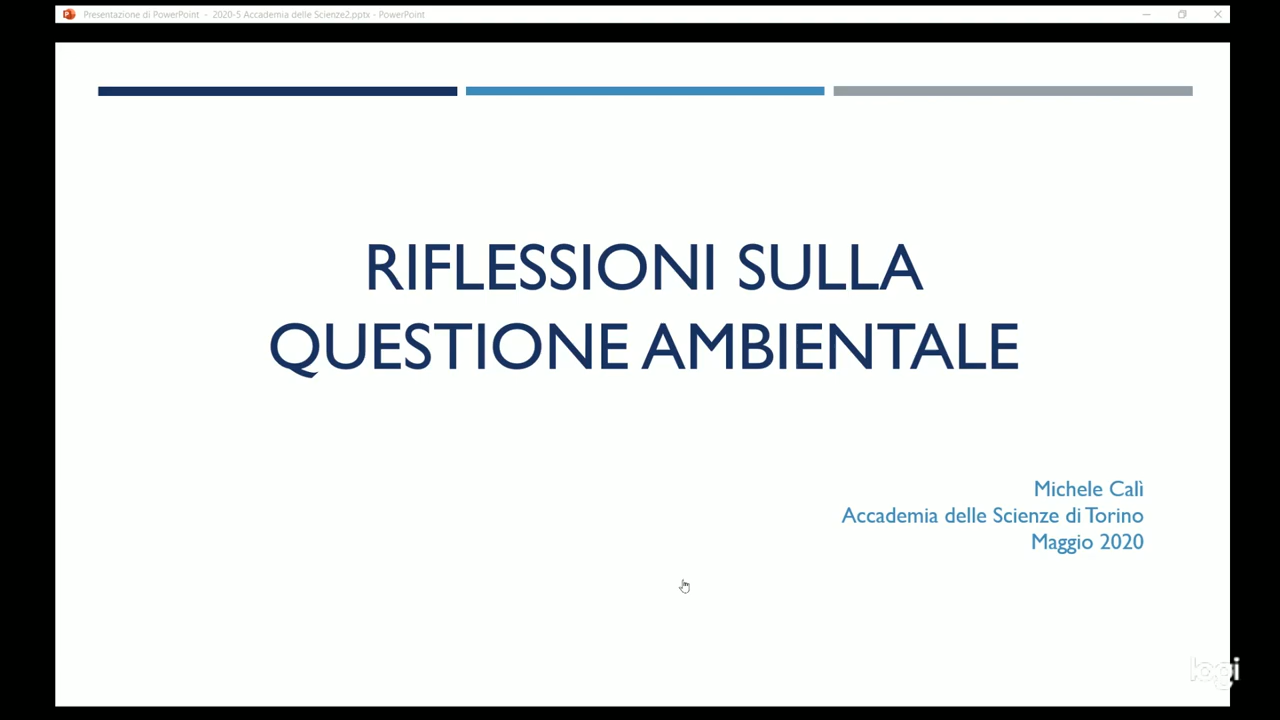 Presentazione di PowerPoint - 2020-5 Accademia delle Scienze2.pptx - PowerPoint
RIFLESSIONI SULLA
QUESTIONE AMBIENTALE
Michele Calì
Accademia delle Scienze di Torino
Maggio 2020
logi